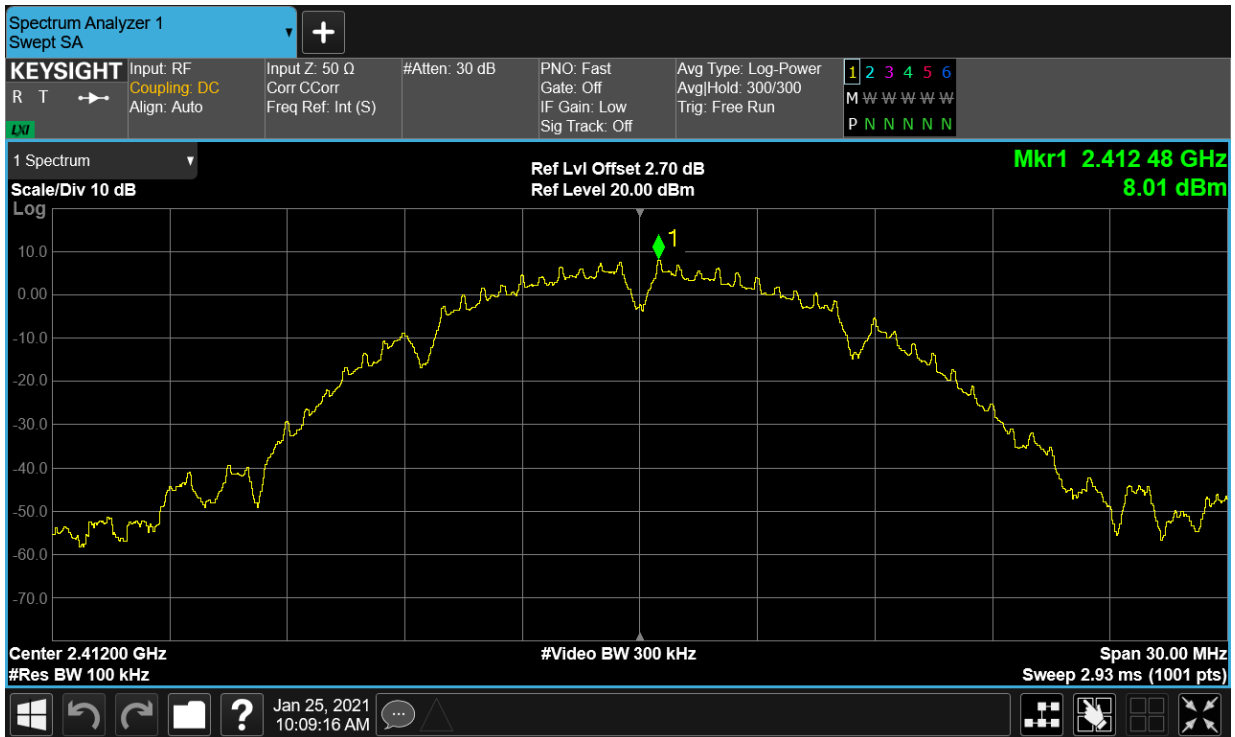 Spectrum Analyzer 1
Swept SA
KEYSIGHT
R T
LXI
Input: RF
Coupling: DC
Align: Auto
Input Z: 50 Ω
Corr CCorr
Freq Ref: Int (S)
#Atten: 30 dB
PNO: Fast
Gate: Off
IF Gain: Low
Sig Track: Off
Avg Type: Log-Power
Avg|Hold: 300/300
Trig: Free Run
1 2 3 4 5 6
M W W W W W
P N N N N N
1 Spectrum
Scale/Div 10 dB
Ref Lvl Offset 2.70 dB
Ref Level 20.00 dBm
Mkr1 2.412 48 GHz
8.01 dBm
Log
1
10.0
0.00
-10.0
-20.0
-30.0
-40.0
-50.0
-60.0
-70.0
Center 2.41200 GHz
#Video BW 300 kHz
Span 30.00 MHz
#Res BW 100 kHz
Sweep 2.93 ms (1001 pts)
?
Jan 25, 2021
10:09:16 AM